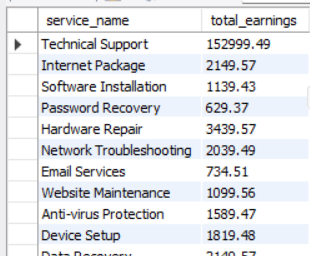 service_name total_earnings
Technical Support 152999.49
Internet Package 2149.57
Software Installation 1139.43
Password Recovery 629.37
Hardware Repair 3439.57
Network Troubleshooting 2039.49
Email Services 734.51
Website Maintenance 1099.56
Anti-virus Protection 1589.47
Device Setup 1819.48
Data Recovery 2149.57